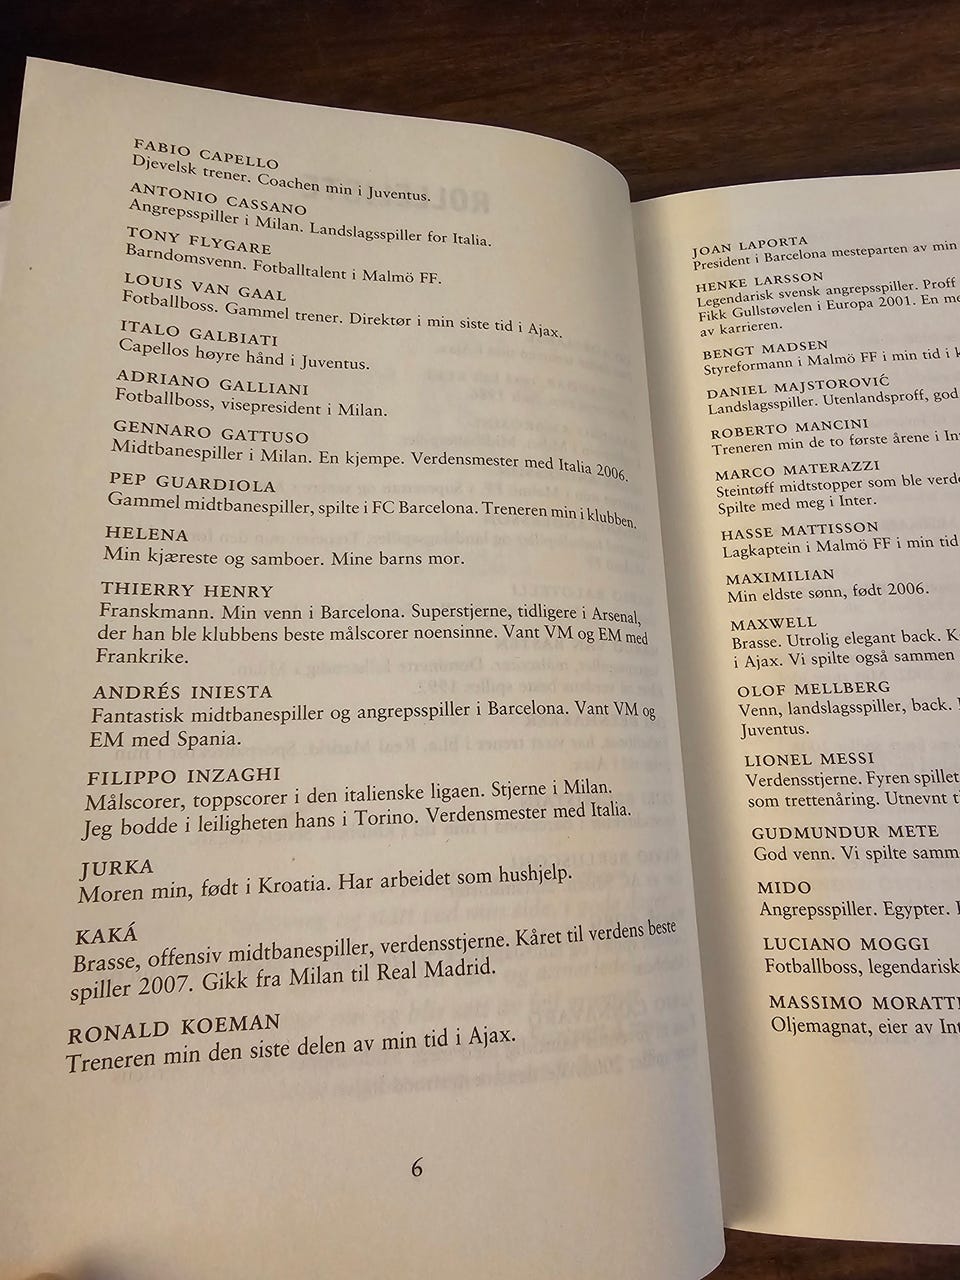 FABIO CAPELLO
Djevelsk trener. Coachen min i Juventus.
ANTONIO CASSANO
Angrepsspiller i Milan. Landslagsspiller for Italia.
TONY FLYGARE
Barndomsvenn. Fotballtalent i Malmö FF.
LOUIS VAN GAAL
Fotballboss. Gammel trener. Direktør i min siste tid i Ajax.
ITALO GALBIATI
Capellos høyre hånd i Juventus.
ADRIANO GALLIANI
Fotballboss, visepresident i Milan.
GENNARO GATTUSO
Midtbanespiller i Milan. En kjempe. Verdensmester med Italia 2006.
PEP GUARDIOLA
Gammel midtbanespiller, spilte i FC Barcelona. Treneren min i klubben.
HELENA
Min kjæreste og samboer. Mine barns mor.
THIERRY HENRY
Franskmann. Min venn i Barcelona. Superstjerne, tidligere i Arsenal,
der han ble klubbens beste målscorer noensinne. Vant VM og EM med
Frankrike.
ANDRÉS INIESTA
Fantastisk midtbanespiller og angrepsspiller i Barcelona. Vant VM og
EM med Spania.
FILIPPO INZAGHI
Målscorer, toppscorer i den italienske ligaen. Stjerne i Milan.
Jeg bodde i leiligheten hans i Torino. Verdensmester med Italia.
JURKA
Moren min, født i Kroatia. Har arbeidet som hushjelp.
KAKÁ
Brasse, offensiv midtbanespiller, verdensstjerne. Kåret til verdens beste
spiller 2007. Gikk fra Milan til Real Madrid.
RONALD KOEMAN
Treneren min den siste delen av min tid i Ajax.
6
JOAN LAPORTA
President i Barcelona mesteparten av min
HENKE LARSSON
Legendarisk svensk angrepsspiller. Proff
Fikk Gullstøvelen i Europa 2001. En me
av karrieren.
BENGT MADSEN
Styreformann i Malmö FF i min tid i k
DANIEL MAJSTOROVIĆ
Landslagsspiller. Utenlandsproff, god
ROBERTO MANCINI
Treneren min de to første årene i In
MARCO MATERAZZI
Steintøff midtstopper som ble verde
Spilte med meg i Inter.
HASSE MATTISSON
Lagkaptein i Malmö FF i min tid
MAXIMILIAN
Min eldste sønn, født 2006.
MAXWELL
Brasse. Utrolig elegant back. K
i Ajax. Vi spilte også sammen
OLOF MELLBERG
Venn, landslagsspiller, back.
Juventus.
LIONEL MESSI
Verdensstjerne. Fyren spillet
som trettenåring. Utnevnt t
GUDMUNDUR METE
God venn. Vi spilte samm
MIDO
Angrepsspiller. Egypter.
LUCIANO MOGGI
Fotballboss, legendarisk
MASSIMO MORATTI
Oljemagnat, eier av Int